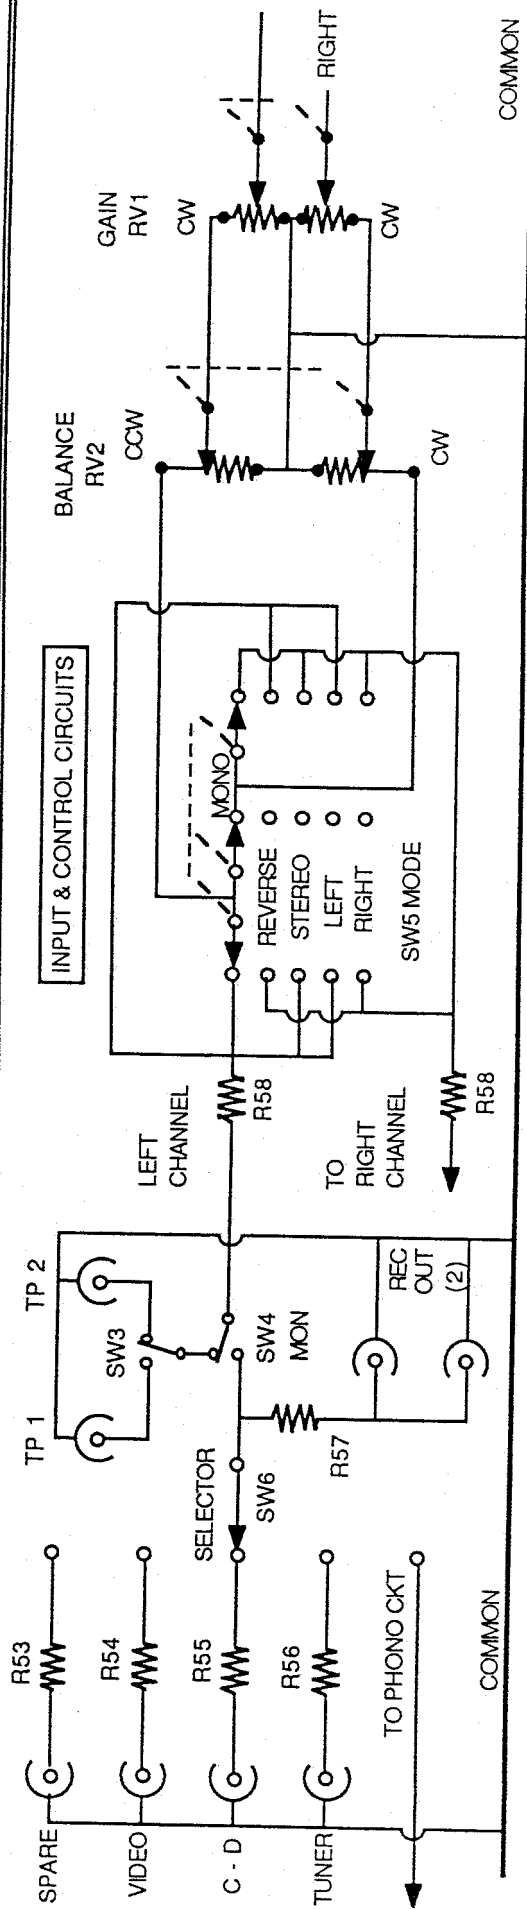 INPUT & CONTROL CIRCUITS
SPARE
R53
VIDEO
R54
C - D
R55
TUNER
R56
TO PHONO CKT
COMMON
SELECTOR
SW6
TP 1
TP 2
SW3
SW4
MON
R57
REC
OUT
(2)
LEFT
CHANNEL
R58
TO
RIGHT
CHANNEL
R58
MONO
REVERSE
STEREO
LEFT
RIGHT
SW5 MODE
BALANCE
RV2
CCW
CW
GAIN
RV1
CW
CW
RIGHT
COMMON